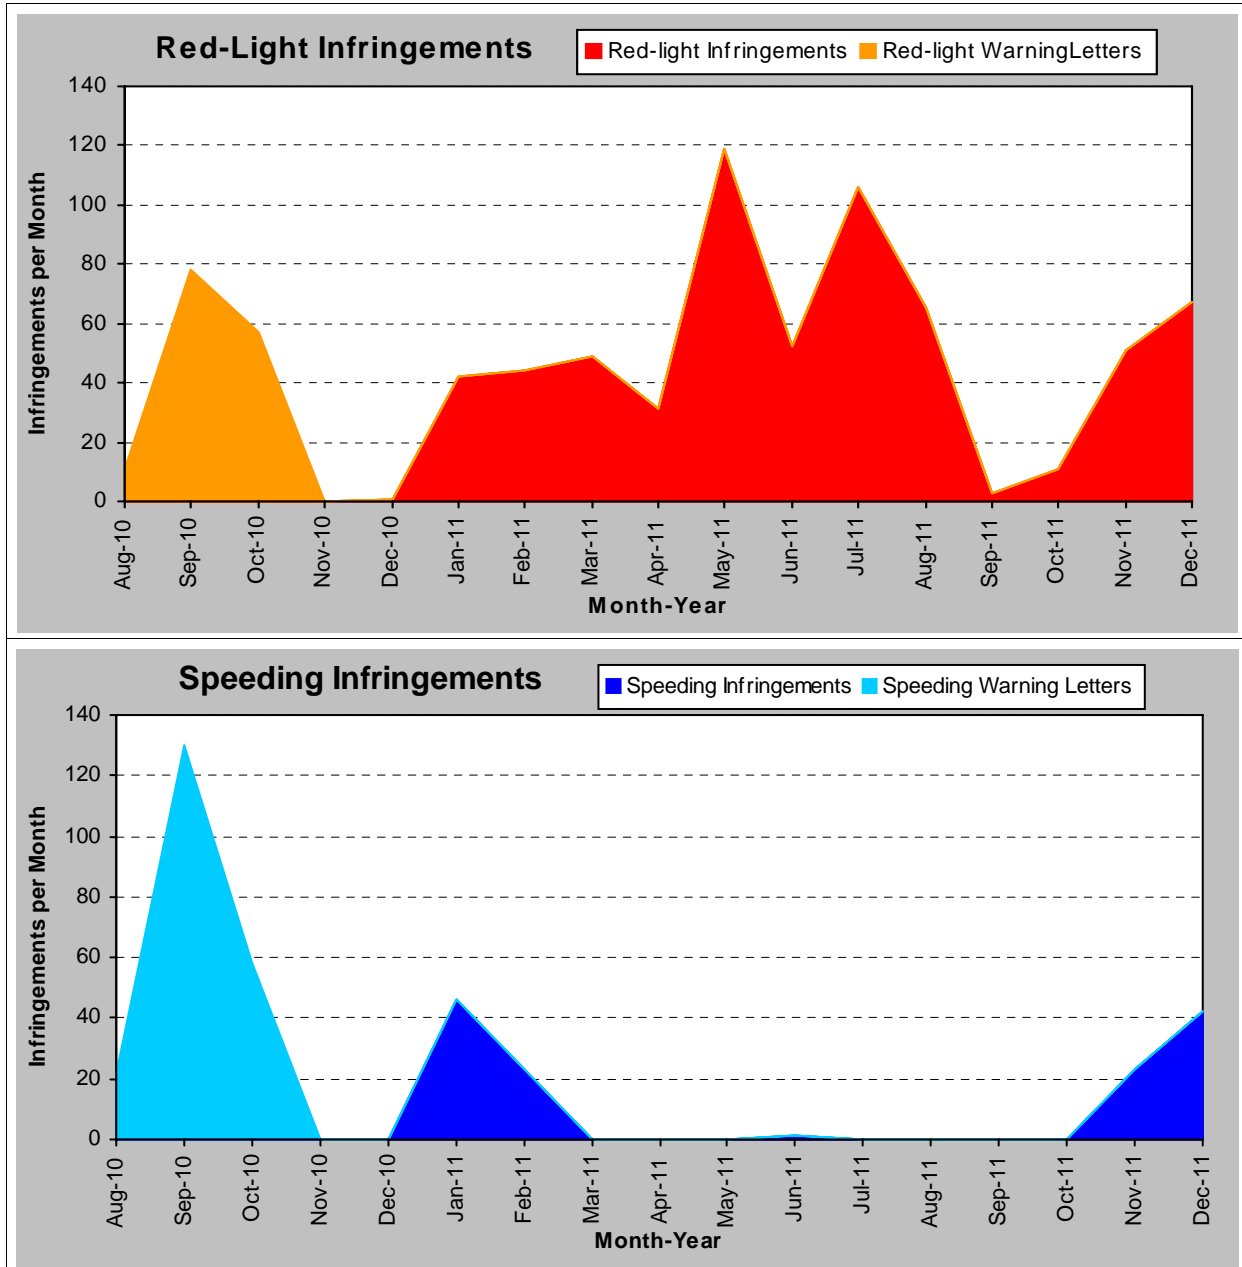 Red-Light Infringements
Red-light Infringements Red-light WarningLetters
140
120
100
80
60
40
20
0
Infringements per Month
Aug-10
Sep-10
Oct-10
Nov-10
Dec-10
Jan-11
Feb-11
Mar-11
Apr-11
May-11
Jun-11
Jul-11
Aug-11
Sep-11
Oct-11
Nov-11
Dec-11
Month-Year
Speeding Infringements
Speeding Infringements Speeding Warning Letters
140
120
100
80
60
40
20
0
Infringements per Month
Aug-10
Sep-10
Oct-10
Nov-10
Dec-10
Jan-11
Feb-11
Mar-11
Apr-11
May-11
Jun-11
Jul-11
Aug-11
Sep-11
Oct-11
Nov-11
Dec-11
Month-Year